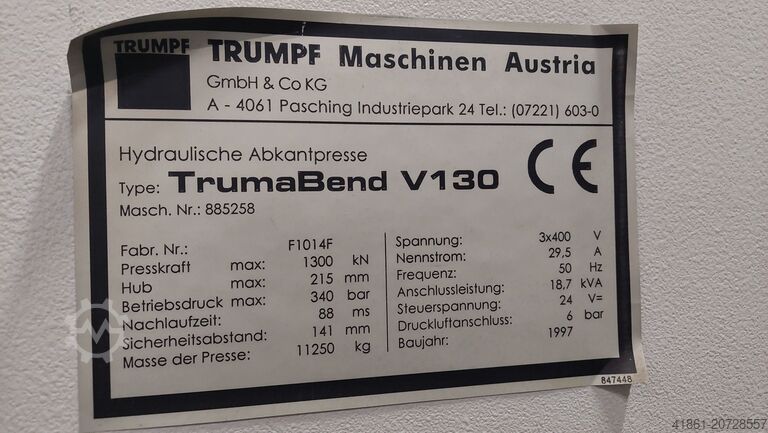 TRUMPF
TRUMPF Maschinen Austria
GmbH & Co KG
A - 4061 Pasching Industriepark 24 Tel.: (07221) 603-0
Hydraulische Abkantpresse
Type: TrumaBend V130 CE
Masch. Nr.: 885258
Fabr. Nr.: F1014F
Presskraft max: 1300 kN
Hub max: 215 mm
Betriebsdruck max: 340 bar
Nachlaufzeit: 88 ms
Sicherheitsabstand: 141 mm
Masse der Presse: 11250 kg
Spannung: 3x400 V
Nennstrom: 29,5 A
Frequenz: 50 Hz
Anschlussleistung: 18,7 kVA
Steuerspannung: 24 V=
Druckluftanschluss: 6 bar
Baujahr: 1997
847448
41861-20728557